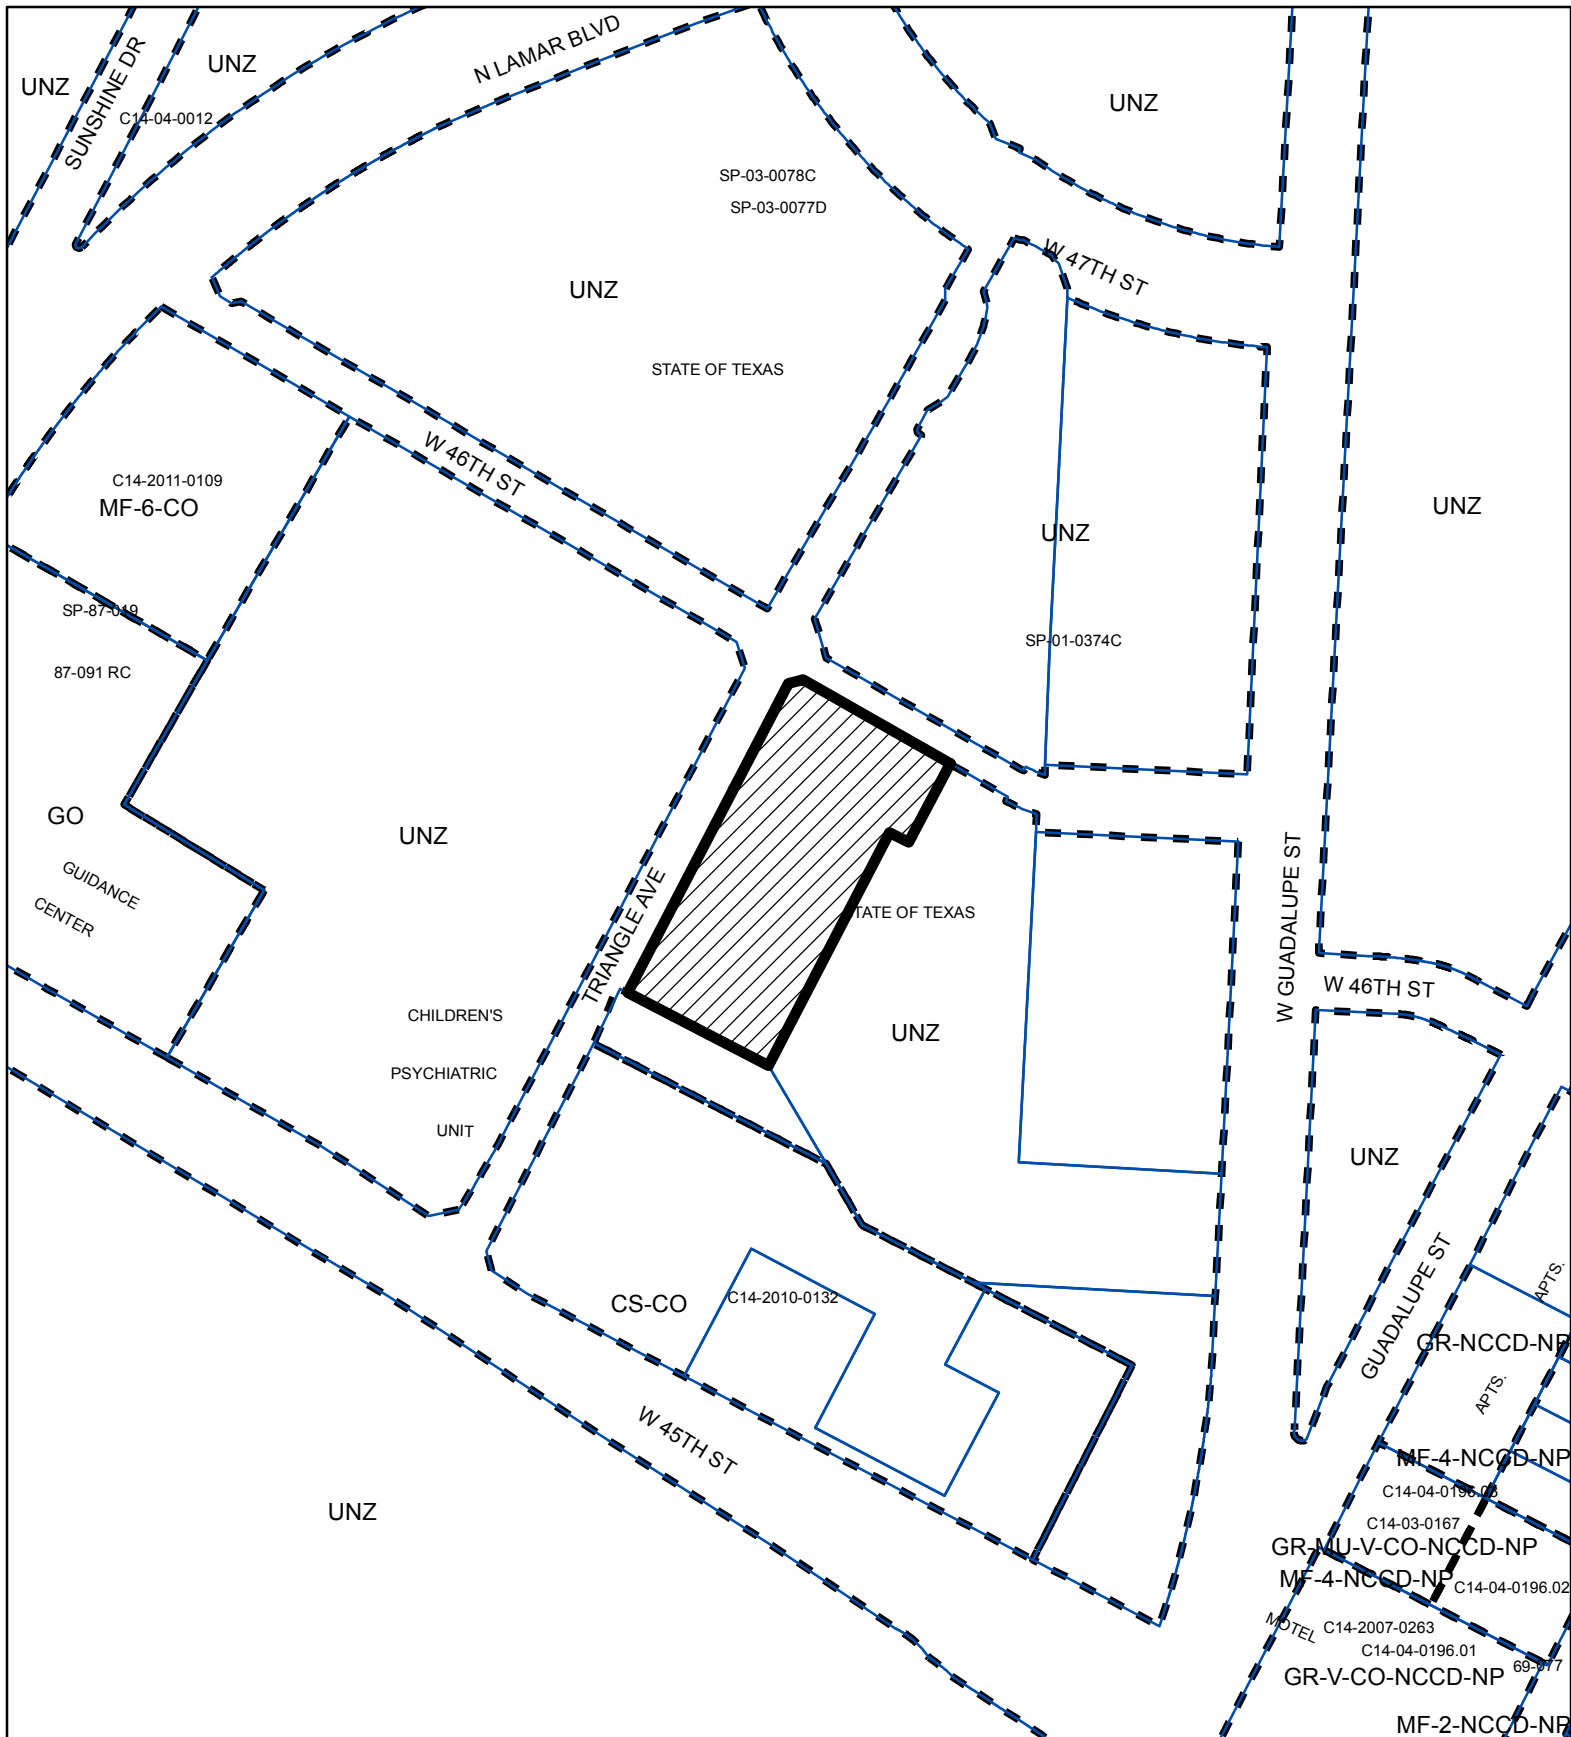 N LAMAR BLVD
UNZ
UNZ
SUNSHINE DR
UNZ
C14-04-0012
SP-03-0078C
SP-03-0077D
W 47TH ST
UNZ
STATE OF TEXAS
W 46TH ST
C14-2011-0109
MF-6-CO
UNZ
UNZ
SP-87-019
SP-01-0374C
87-091 RC
GO
UNZ
GUIDANCE
CENTER
TRIANGLE AVE
TATE OF TEXAS
W GUADALUPE ST
W 46TH ST
CHILDREN'S
PSYCHIATRIC
UNIT
UNZ
UNZ
CS-CO
C14-2010-0132
GUADALUPE ST
APTS.
GR-NCCD-NP
APTS.
W 45TH ST
MF-4-NCCD-NP
C14-04-0196.03
UNZ
C14-03-0167
GR-MU-V-CO-NCCD-NP
MF-4-NCCD-NP
C14-04-0196.02
MOTEL
C14-2007-0263
C14-04-0196.01
69-077
GR-V-CO-NCCD-NP
MF-2-NCCD-NP